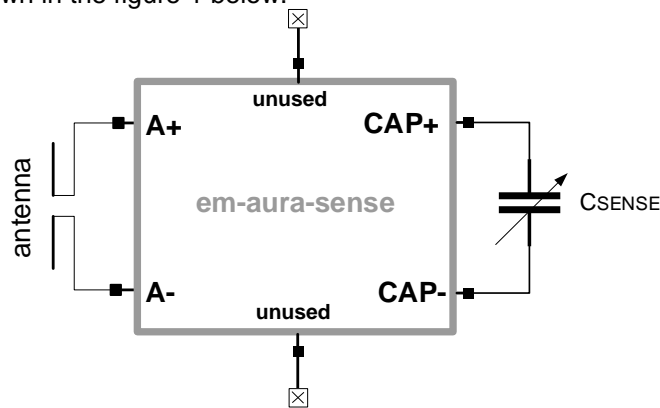 wn in the figure 1 below.
unused
A+
CAP+
antenna
em-aura-sense
CSENSE
A-
CAP-
unused